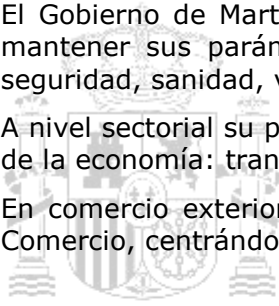 El Gobierno de Mart
mantener sus parán
seguridad, sanidad, v
A nivel sectorial su p
de la economía: tran
En comercio exterior
Comercio, centrándo